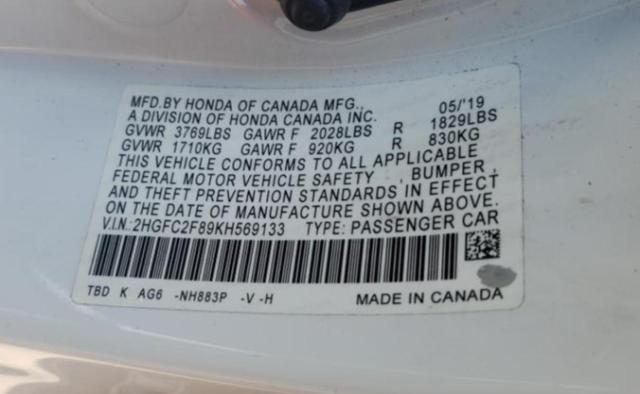 MFD.BY HONDA OF CANADA MFG., 05/'19
A DIVISION OF HONDA CANADA INC.
GVWR 3769LBS GAWR F 2028LBS R 1829LBS
GVWR 1710KG GAWR F 920KG R 830KG
THIS VEHICLE CONFORMS TO ALL APPLICABLE
FEDERAL MOTOR VEHICLE SAFETY , BUMPER ,
AND THEFT PREVENTION STANDARDS IN EFFECT
ON THE DATE OF MANUFACTURE SHOWN ABOVE.
V.I.N.:2HGFC2F89KH569133 TYPE: PASSENGER CAR
TBD K AG6 -NH883P -V -H MADE IN CANADA